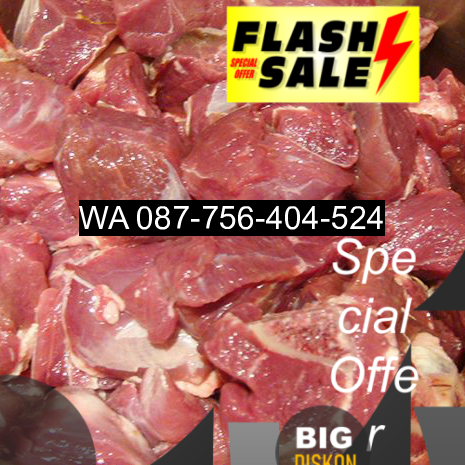 FLASH
SPECIAL
OFFER
SALE
WA 087-756-404-524
Spe
cial
Offe
r
BIG
DISKON